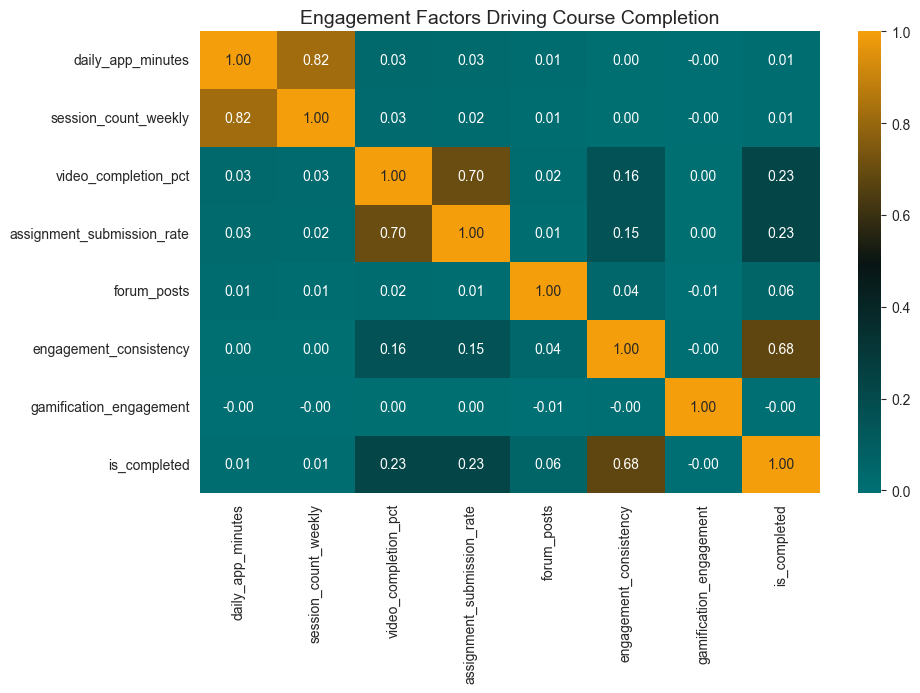 Engagement Factors Driving Course Completion
daily_app_minutes 1.00 0.82 0.03 0.03 0.01 0.00 -0.00 0.01
session_count_weekly 0.82 1.00 0.03 0.02 0.01 0.00 -0.00 0.01
video_completion_pct 0.03 0.03 1.00 0.70 0.02 0.16 0.00 0.23
assignment_submission_rate 0.03 0.02 0.70 1.00 0.01 0.15 0.00 0.23
forum_posts 0.01 0.01 0.02 0.01 1.00 0.04 -0.01 0.06
engagement_consistency 0.00 0.00 0.16 0.15 0.04 1.00 -0.00 0.68
gamification_engagement -0.00 -0.00 0.00 0.00 -0.01 -0.00 1.00 -0.00
is_completed 0.01 0.01 0.23 0.23 0.06 0.68 -0.00 1.00
daily_app_minutes
session_count_weekly
video_completion_pct
assignment_submission_rate
forum_posts
engagement_consistency
gamification_engagement
is_completed
1.0
0.8
0.6
0.4
0.2
0.0